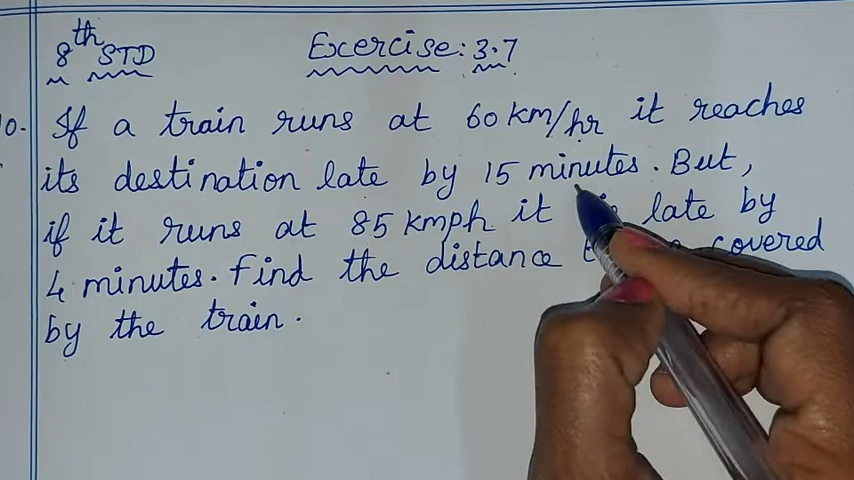 8th STD Exercise: 3.7
10. If a train runs at 60 km/hr it reaches
its destination late by 15 minutes. But,
if it runs at 85 kmph it late by
4 minutes. Find the distance covered
by the train.